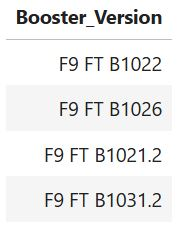 Booster_Version
F9 FT B1022
F9 FT B1026
F9 FT B1021.2
F9 FT B1031.2